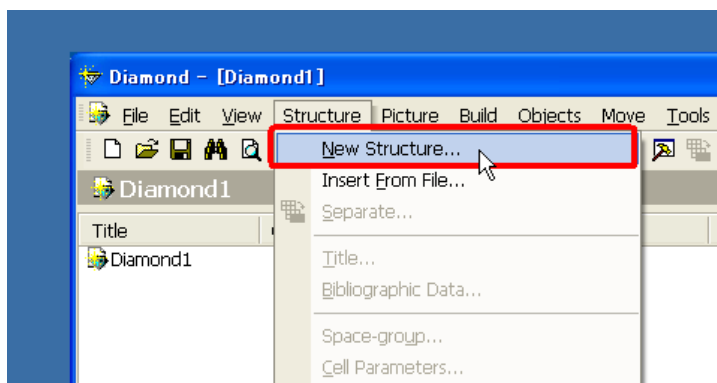 Diamond - [Diamond1]
File Edit View Structure Picture Build Objects Move Tools
New Structure...
Diamond1
Insert From File...
Separate...
Title
Diamond1
Title...
Bibliographic Data...
Space-group...
Cell Parameters...